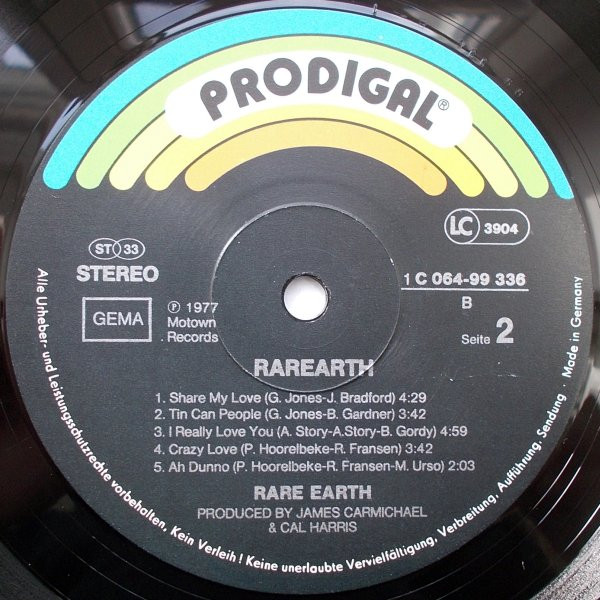 PRODIGAL®
LC 3904
ST 33
STEREO
1 C 064-99 336
B
GEMA
℗ 1977
Motown
Records
Seite 2
RAREARTH
1. Share My Love (G. Jones-J. Bradford) 4:29
2. Tin Can People (G. Jones-B. Gardner) 3:42
3. I Really Love You (A. Story-A.Story-B. Gordy) 4:59
4. Crazy Love (P. Hoorelbeke-R. Fransen) 3:42
5. Ah Dunno (P. Hoorelbeke-R. Fransen-M. Urso) 2:03
RARE EARTH
PRODUCED BY JAMES CARMICHAEL
& CAL HARRIS
Alle Urheber- und Leistungsschutzrechte vorbehalten, Kein Verleih ! Keine unerlaubte Vervielfältigung, Verbreitung, Aufführung, Sendung · Made in Germany